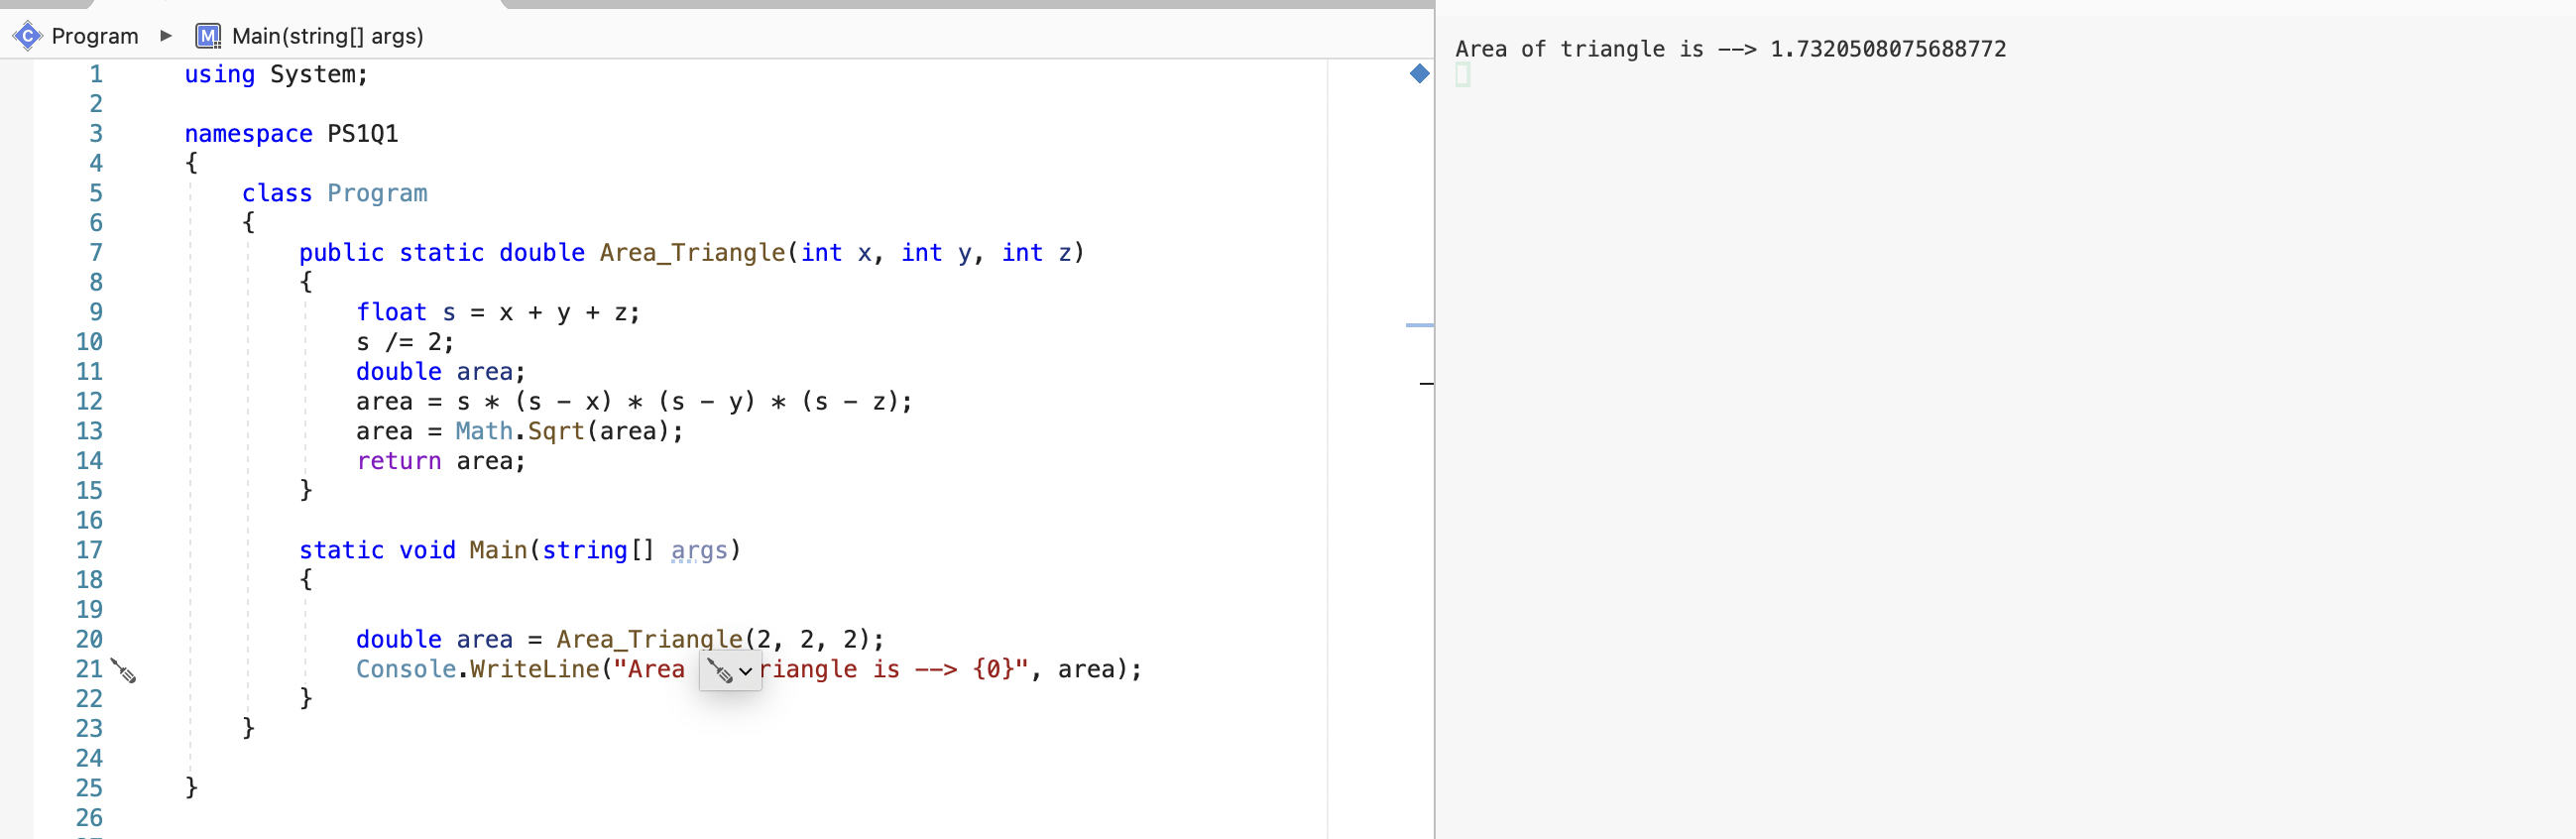 Program ▶ M Main(string[] args)
1 using System;
2
3 namespace PS1Q1
4 {
5 class Program
6 {
7 public static double Area_Triangle(int x, int y, int z)
8 {
9 float s = x + y + z;
10 s /= 2;
11 double area;
12 area = s * (s - x) * (s - y) * (s - z);
13 area = Math.Sqrt(area);
14 return area;
15 }
16
17 static void Main(string[] args)
18 {
19
20 double area = Area_Triangle(2, 2, 2);
21 Console.WriteLine("Area riangle is --> {0}", area);
22 }
23 }
24
25 }
26
Area of triangle is --> 1.7320508075688772